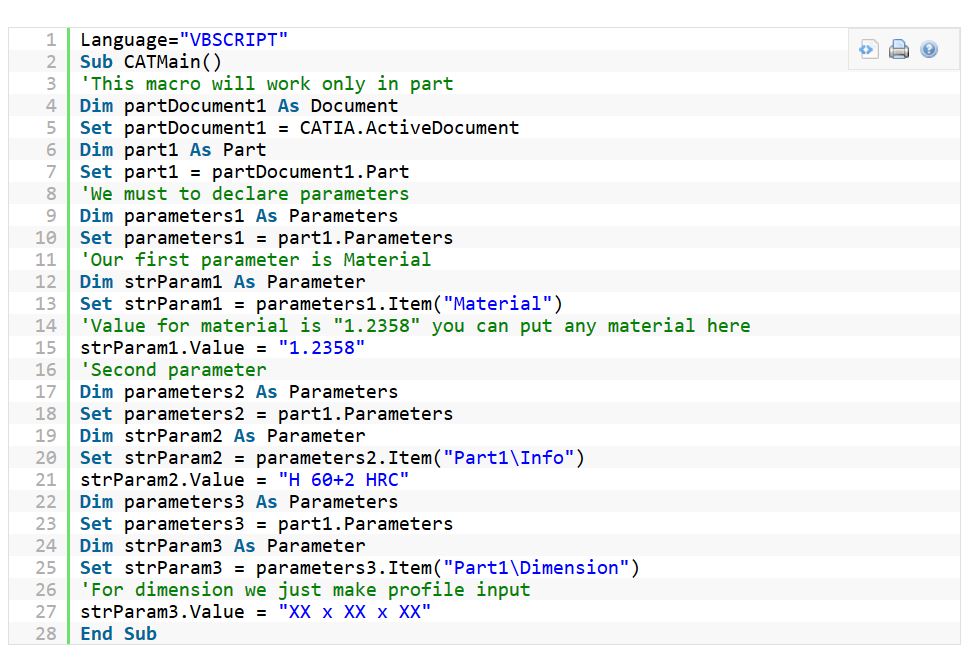 1 Language="VBSCRIPT"
2 Sub CATMain()
3 'This macro will work only in part
4 Dim partDocument1 As Document
5 Set partDocument1 = CATIA.ActiveDocument
6 Dim part1 As Part
7 Set part1 = partDocument1.Part
8 'We must to declare parameters
9 Dim parameters1 As Parameters
10 Set parameters1 = part1.Parameters
11 'Our first parameter is Material
12 Dim strParam1 As Parameter
13 Set strParam1 = parameters1.Item("Material")
14 'Value for material is "1.2358" you can put any material here
15 strParam1.Value = "1.2358"
16 'Second parameter
17 Dim parameters2 As Parameters
18 Set parameters2 = part1.Parameters
19 Dim strParam2 As Parameter
20 Set strParam2 = parameters2.Item("Part1\Info")
21 strParam2.Value = "H 60+2 HRC"
22 Dim parameters3 As Parameters
23 Set parameters3 = part1.Parameters
24 Dim strParam3 As Parameter
25 Set strParam3 = parameters3.Item("Part1\Dimension")
26 'For dimension we just make profile input
27 strParam3.Value = "XX x XX x XX"
28 End Sub